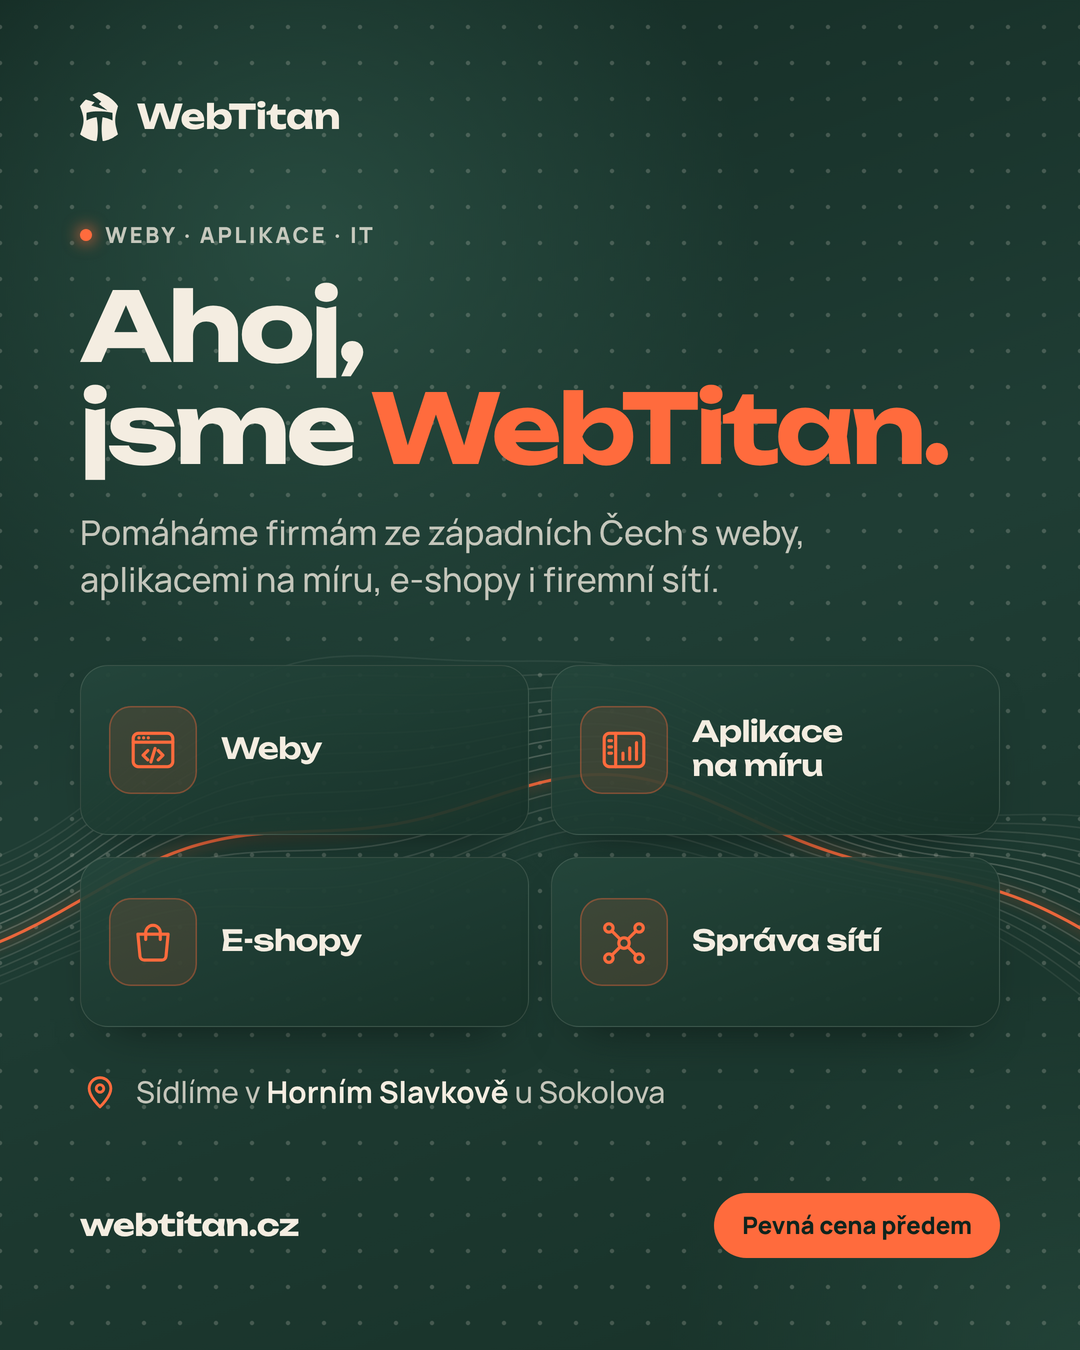 WebTitan
WEBY · APLIKACE · IT
Ahoj,
jsme WebTitan.
Pomáháme firmám ze západních Čech s weby,
aplikacemi na míru, e-shopy i firemní sítí.
Weby
Aplikace
na míru
E-shopy
Správa sítí
Sídlíme v Horním Slavkově u Sokolova
webtitan.cz
Pevná cena předem